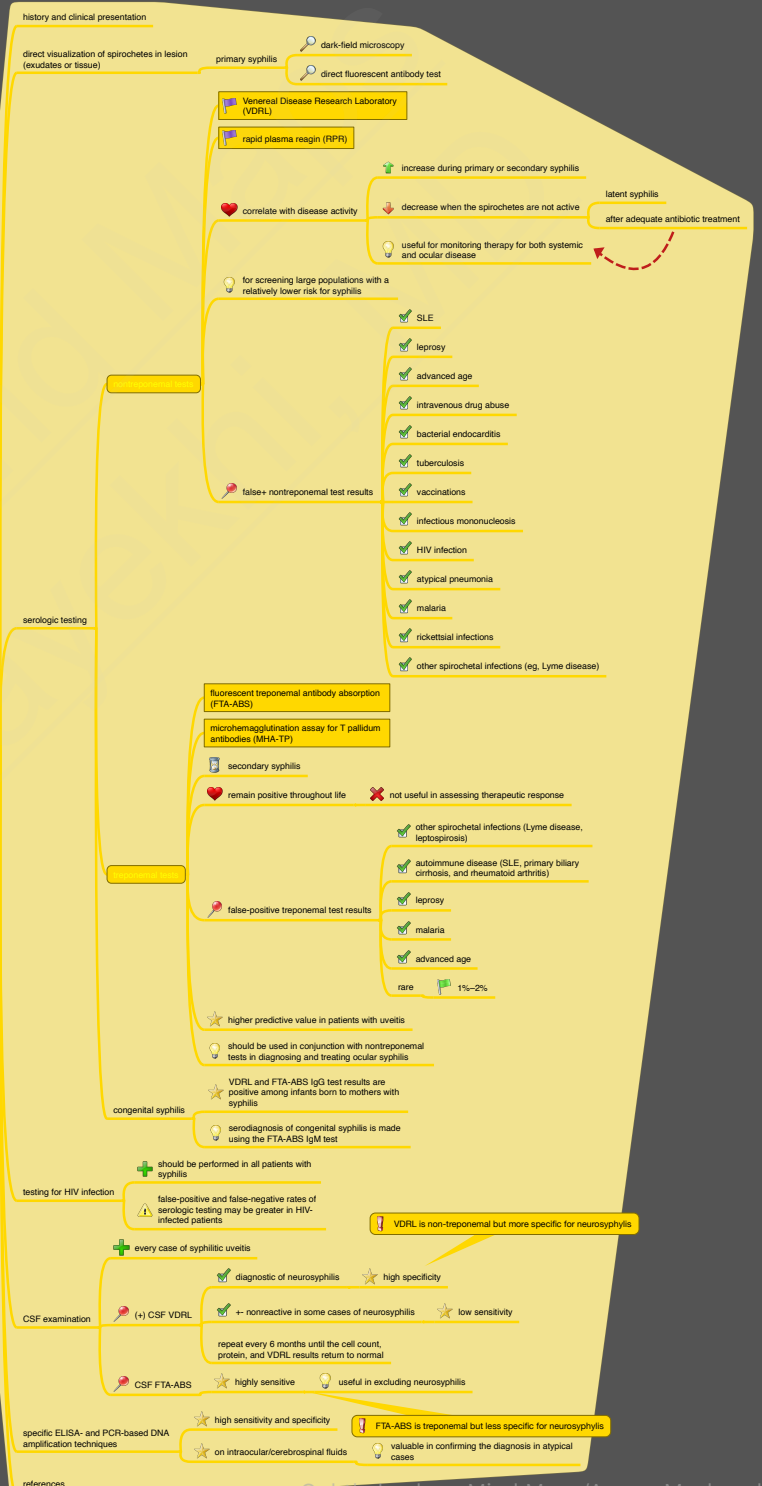 history and clinical presentation
direct visualization of spirochetes in lesion
(exudates or tissue)
primary syphilis
dark-field microscopy
direct fluorescent antibody test
serologic testing
nontreponemal tests
Venereal Disease Research Laboratory
(VDRL)
rapid plasma reagin (RPR)
correlate with disease activity
increase during primary or secondary syphilis
decrease when the spirochetes are not active
latent syphilis
after adequate antibiotic treatment
useful for monitoring therapy for both systemic
and ocular disease
for screening large populations with a
relatively lower risk for syphilis
false+ nontreponemal test results
SLE
leprosy
advanced age
intravenous drug abuse
bacterial endocarditis
tuberculosis
vaccinations
infectious mononucleosis
HIV infection
atypical pneumonia
malaria
rickettsial infections
other spirochetal infections (eg, Lyme disease)
treponemal tests
fluorescent treponemal antibody absorption
(FTA-ABS)
microhemagglutination assay for T pallidum
antibodies (MHA-TP)
secondary syphilis
remain positive throughout life
not useful in assessing therapeutic response
false-positive treponemal test results
other spirochetal infections (Lyme disease,
leptospirosis)
autoimmune disease (SLE, primary biliary
cirrhosis, and rheumatoid arthritis)
leprosy
malaria
advanced age
rare
1%–2%
higher predictive value in patients with uveitis
should be used in conjunction with nontreponemal
tests in diagnosing and treating ocular syphilis
congenital syphilis
VDRL and FTA-ABS IgG test results are
positive among infants born to mothers with
syphilis
serodiagnosis of congenital syphilis is made
using the FTA-ABS IgM test
testing for HIV infection
should be performed in all patients with
syphilis
false-positive and false-negative rates of
serologic testing may be greater in HIV-
infected patients
VDRL is non-treponemal but more specific for neurosyphylis
CSF examination
every case of syphilitic uveitis
(+) CSF VDRL
diagnostic of neurosyphilis
high specificity
+- nonreactive in some cases of neurosyphilis
low sensitivity
repeat every 6 months until the cell count,
protein, and VDRL results return to normal
CSF FTA-ABS
highly sensitive
useful in excluding neurosyphilis
FTA-ABS is treponemal but less specific for neurosyphylis
specific ELISA- and PCR-based DNA
amplification techniques
high sensitivity and specificity
on intraocular/cerebrospinal fluids
valuable in confirming the diagnosis in atypical
cases
references